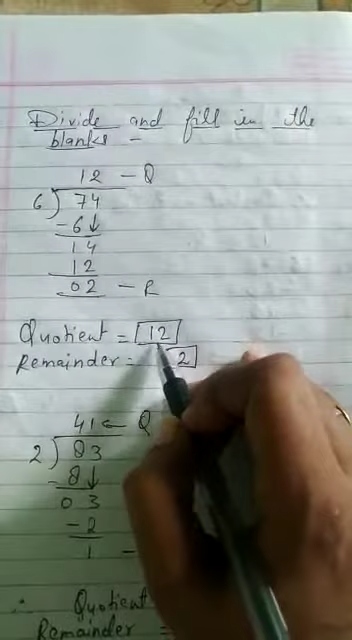 Divide and fill in the
blanks -
12 - Q
6 ) 74
- 6 ↓
14
12
02 - R
Quotient = 12
Remainder = 2
41 ← Q
2 ) 83
- 8 ↓
03
- 2
1 -
∴ Quotient
Remainder =